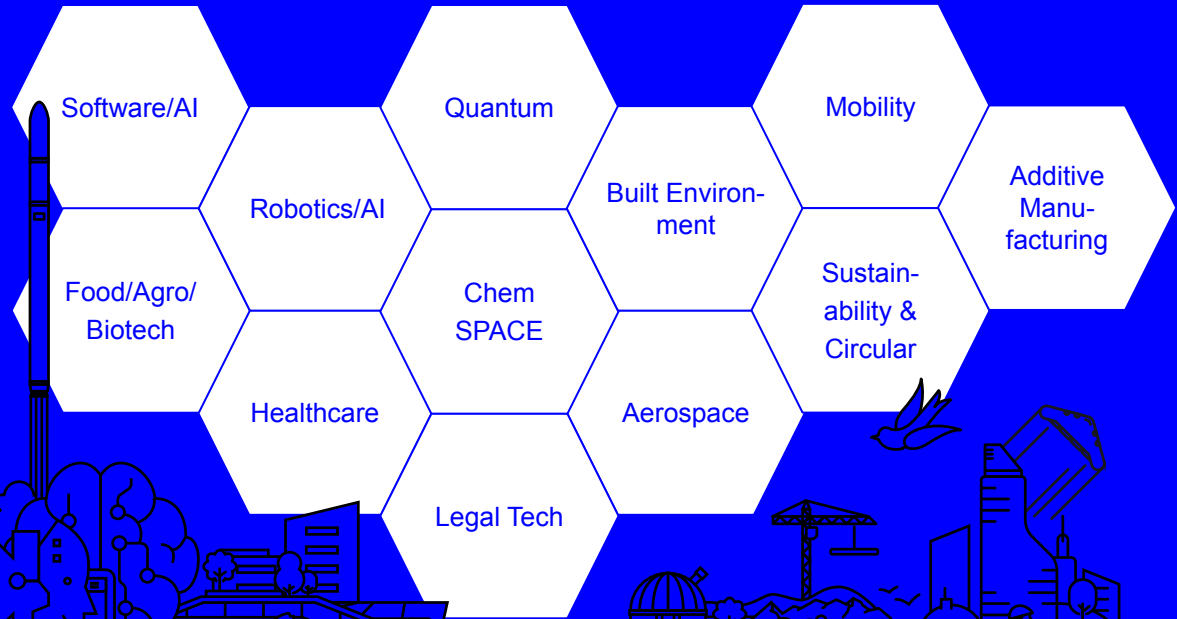 Software/AI
Quantum
Mobility
Robotics/AI
Built Environ-
ment
Additive
Manu-
facturing
Food/Agro/
Biotech
Chem
SPACE
Sustain-
ability &
Circular
Healthcare
Aerospace
Legal Tech